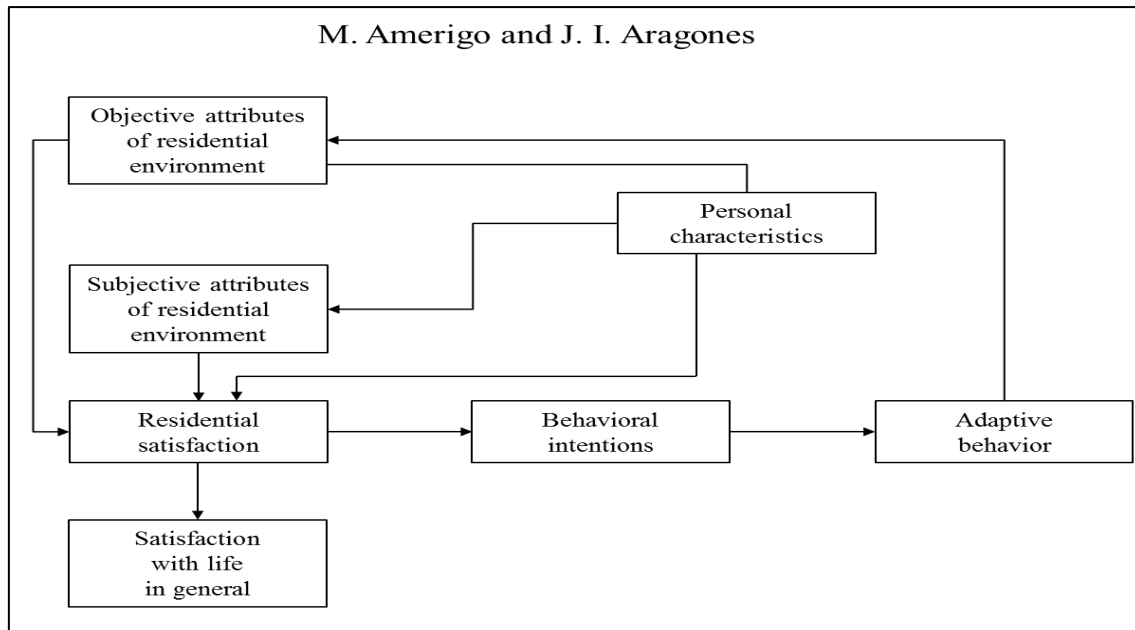 M. Amerigo and J. I. Aragones
Objective attributes
of residential
environment
Personal
characteristics
Subjective attributes
of residential
environment
Residential
satisfaction
Behavioral
intentions
Adaptive
behavior
Satisfaction
with life
in general